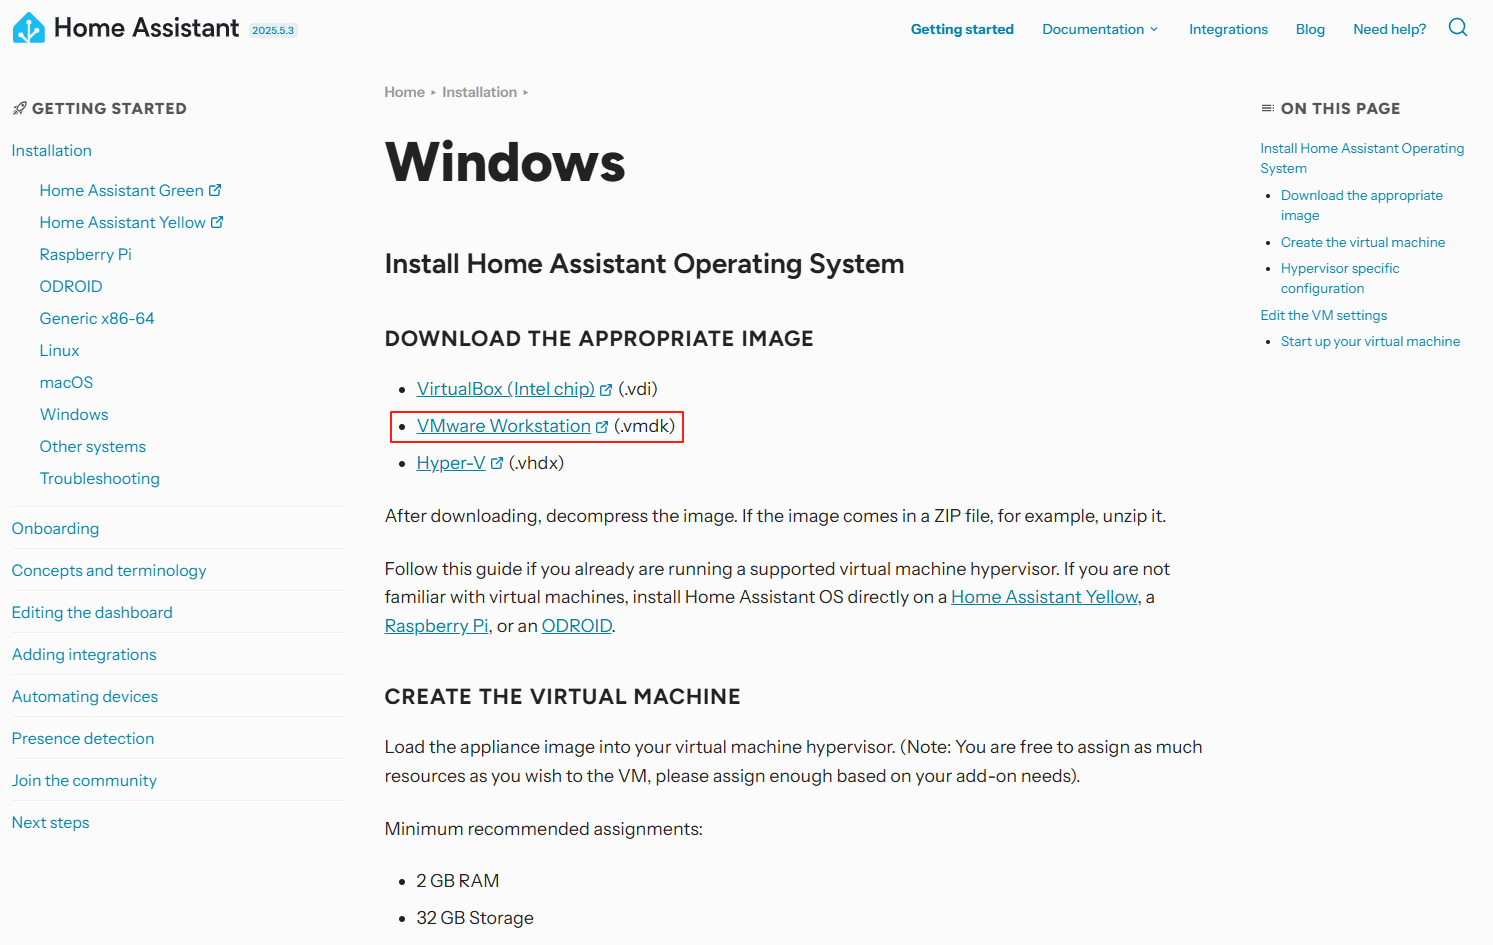 Home Assistant 2025.5.3
Getting started
Documentation
Integrations
Blog
Need help?
GETTING STARTED
Installation
Home Assistant Green
Home Assistant Yellow
Raspberry Pi
ODROID
Generic x86-64
Linux
macOS
Windows
Other systems
Troubleshooting
Onboarding
Concepts and terminology
Editing the dashboard
Adding integrations
Automating devices
Presence detection
Join the community
Next steps
Home ▸ Installation ▸
Windows
Install Home Assistant Operating System
DOWNLOAD THE APPROPRIATE IMAGE
• VirtualBox (Intel chip) (.vdi)
• VMware Workstation (.vmdk)
• Hyper-V (.vhdx)
After downloading, decompress the image. If the image comes in a ZIP file, for example, unzip it.
Follow this guide if you already are running a supported virtual machine hypervisor. If you are not
familiar with virtual machines, install Home Assistant OS directly on a Home Assistant Yellow, a
Raspberry Pi, or an ODROID.
CREATE THE VIRTUAL MACHINE
Load the appliance image into your virtual machine hypervisor. (Note: You are free to assign as much
resources as you wish to the VM, please assign enough based on your add-on needs).
Minimum recommended assignments:
• 2 GB RAM
• 32 GB Storage
ON THIS PAGE
Install Home Assistant Operating
System
• Download the appropriate
image
• Create the virtual machine
• Hypervisor specific
configuration
Edit the VM settings
• Start up your virtual machine